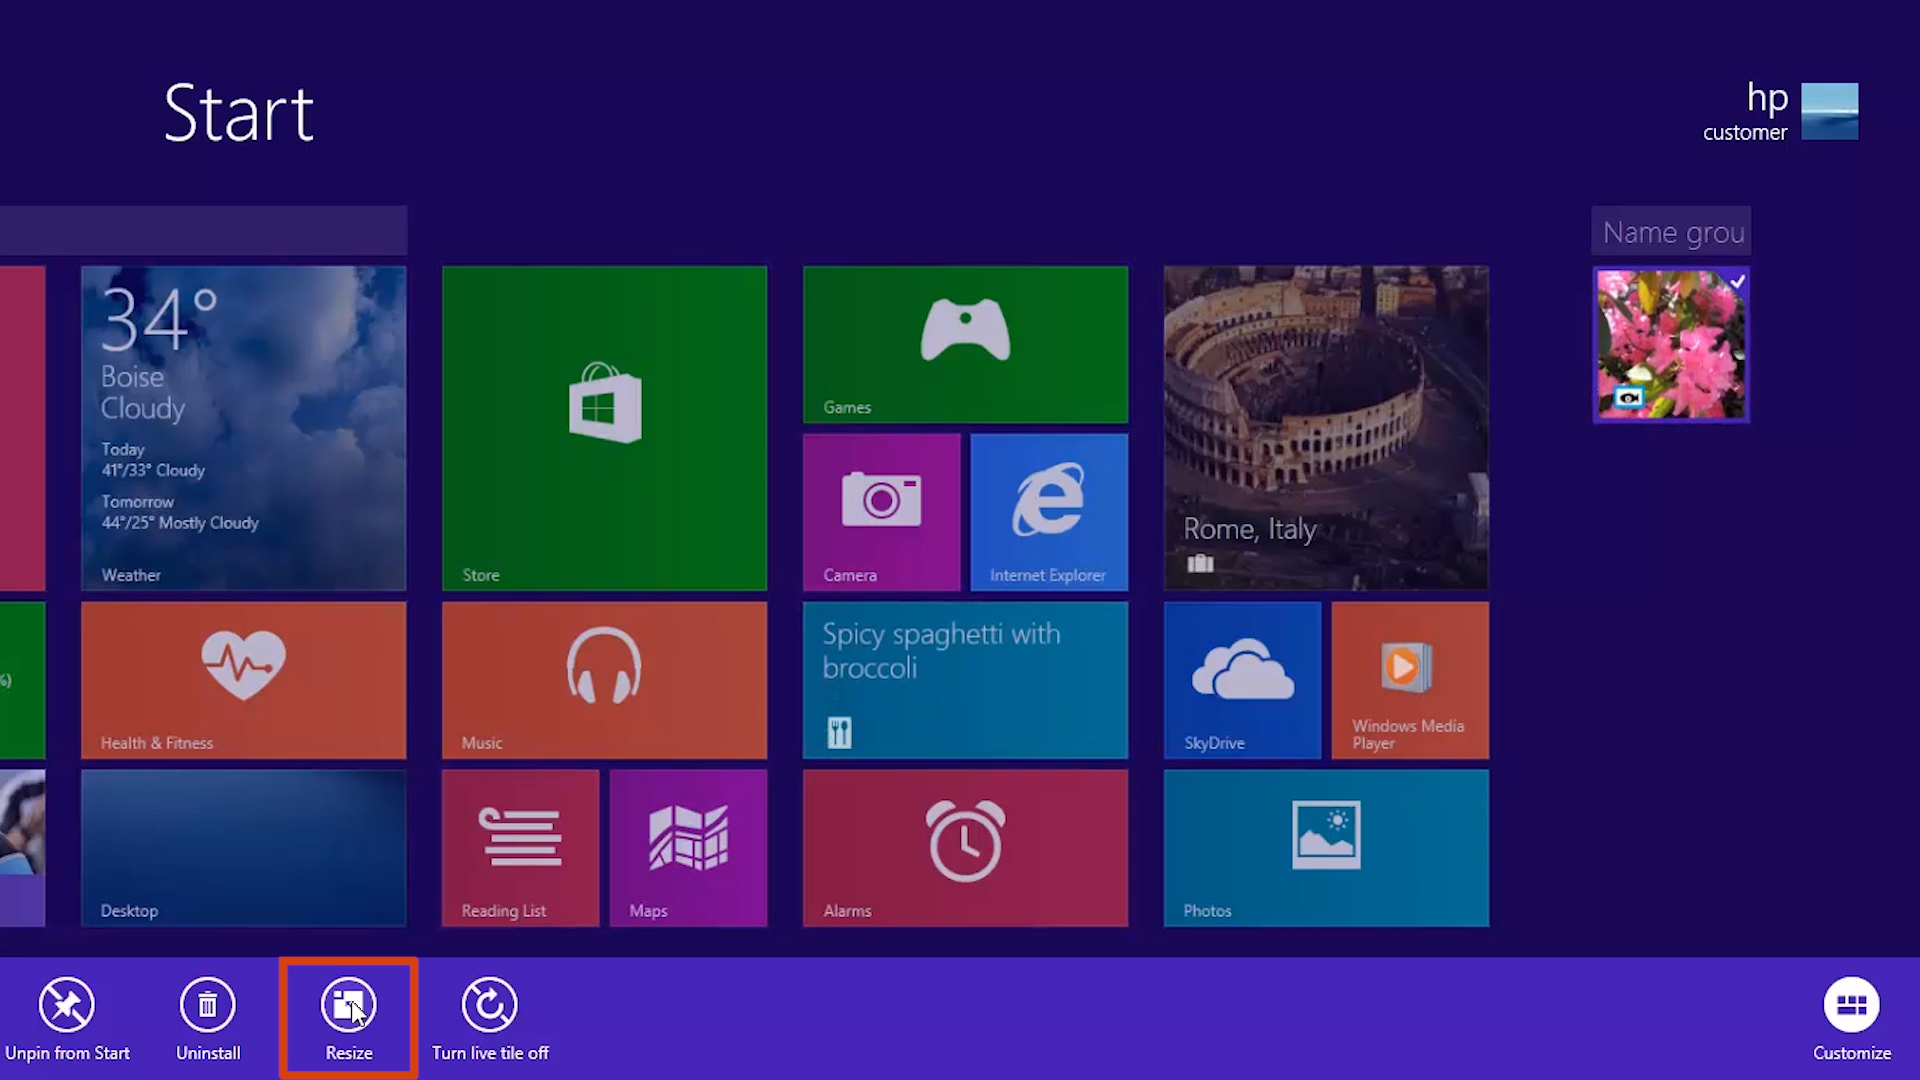 Start
hp
customer
Name grou
34°
Boise
Cloudy
Today
41°/33° Cloudy
Tomorrow
44°/25° Mostly Cloudy
Weather
Store
Games
Camera
Internet Explorer
Rome, Italy
%)
Health & Fitness
Music
Spicy spaghetti with
broccoli
SkyDrive
Windows Media
Player
Desktop
Reading List
Maps
Alarms
Photos
Unpin from Start
Uninstall
Resize
Turn live tile off
Customize